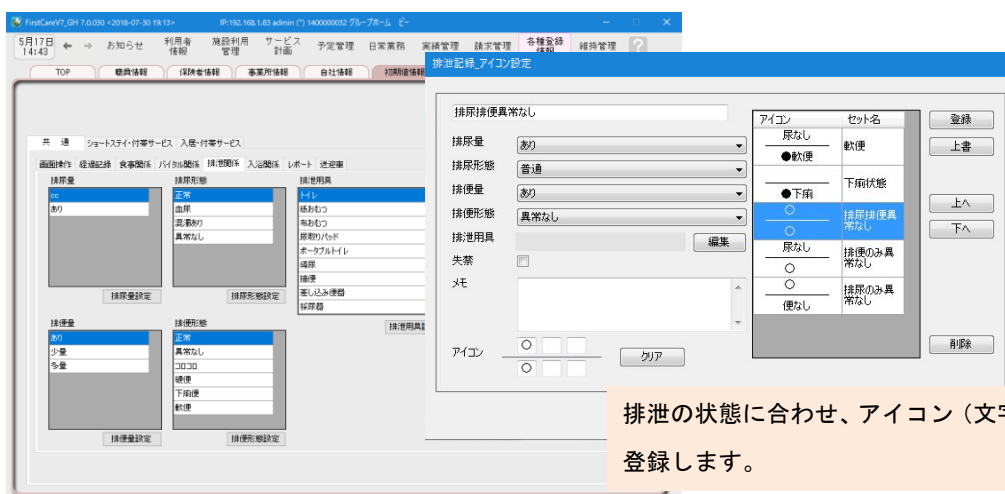 FirstCareV7_GH 7.0.030 <2018-07-30 19:13> IP:192.168.1.83 admin (*) 1400000032 グループホーム ビー
5月17日 14:43 ← → お知らせ 利用者情報 施設利用管理 サービス計画 予定管理 日常業務 実績管理 請求管理 各種登録情報 維持管理 ?
TOP 職員情報 保険者情報 事業所情報 自社情報 初期値情報
共 通 ショートステイ・付帯サービス 入居・付帯サービス
画面操作 経過記録 食事関係 バイタル関係 排泄関係 入浴関係 レポート 送迎車
排尿量 排尿形態 排泄用具
cc 正常 トイレ
あり 血尿 紙おむつ
混濁あり 布おむつ
異常なし 尿取りパッド
ポータブルトイレ
導尿
摘便
差し込み便器
採尿器
排尿量設定 排尿形態設定
排泄用具
排便量 排便形態
あり 正常
少量 異常なし
多量 コロコロ
硬便
下痢便
軟便
排便量設定 排便形態設定
排泄記録_アイコン設定
排尿排便異常なし
排尿量 あり
排尿形態 普通
排便量 あり
排便形態 異常なし
排泄用具 編集
失禁
メモ
アイコン ○ ○ クリア
アイコン セット名
尿なし ●軟便 軟便
●下痢 下痢状態
○ ○ 排尿排便異常なし
尿なし ○ 排便のみ異常なし
○ 便なし 排尿のみ異常なし
登録
上書
上へ
下へ
削除
排泄の状態に合わせ、アイコン（文
登録します。